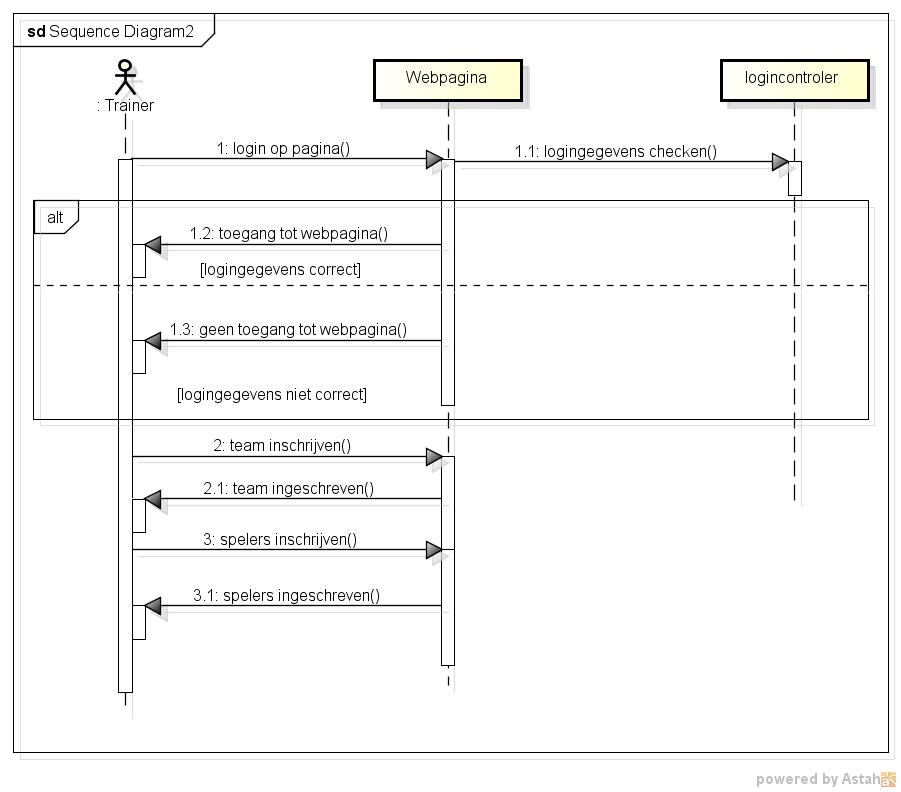 sd Sequence Diagram2
: Trainer
Webpagina
logincontroler
1: login op pagina()
1.1: logingegevens checken()
alt
1.2: toegang tot webpagina()
[logingegevens correct]
1.3: geen toegang tot webpagina()
[logingegevens niet correct]
2: team inschrijven()
2.1: team ingeschreven()
3: spelers inschrijven()
3.1: spelers ingeschreven()
powered by Astah